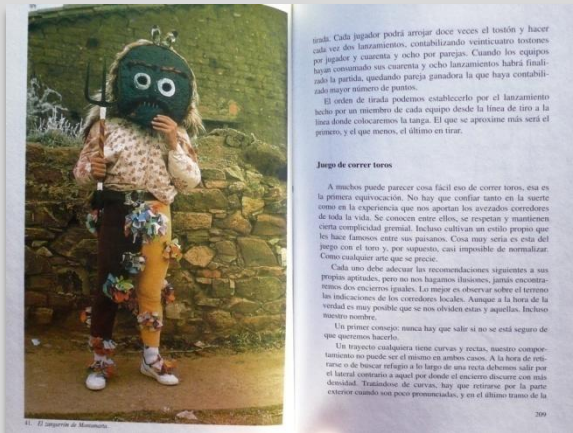 41. El zangarrón de Montamarta.
tirada. Cada jugador podrá arrojar doce veces el tostón y hacer
cada vez dos lanzamientos, contabilizando veinticuatro tostones
por jugador y cuarenta y ocho por parejas. Cuando los equipos
hayan consumado sus cuarenta y ocho lanzamientos habrá finali-
zado la partida, quedando pareja ganadora la que haya contabili-
zado mayor número de puntos.
El orden de tirada podemos establecerlo por el lanzamiento
hecho por un miembro de cada equipo desde la línea de tiro a la
línea donde colocaremos la tanga. El que se aproxime más será el
primero, y el que menos, el último en tirar.
Juego de correr toros
A muchos puede parecer cosa fácil eso de correr toros, esa es
la primera equivocación. No hay que confiar tanto en la suerte
como en la experiencia que nos aportan los avezados corredores
de toda la vida. Se conocen entre ellos, se respetan y mantienen
cierta complicidad gremial. Incluso cultivan un estilo propio que
les hace famosos entre sus paisanos. Cosa muy seria es esta del
juego con el toro y, por supuesto, casi imposible de normalizar.
Como cualquier arte que se precie.
Cada uno debe adecuar las recomendaciones siguientes a sus
propias aptitudes, pero no nos hagamos ilusiones, jamás encontra-
remos dos encierros iguales. Lo mejor es observar sobre el terreno
las indicaciones de los corredores locales. Aunque a la hora de la
verdad es muy posible que se nos olviden estas y aquellas. Incluso
nuestro nombre.
Un primer consejo: nunca hay que salir si no se está seguro de
que queremos hacerlo.
Un trayecto cualquiera tiene curvas y rectas, nuestro compor-
tamiento no puede ser el mismo en ambos casos. A la hora de reti-
rarse o de buscar refugio a lo largo de una recta debemos salir por
el lateral contrario a aquel por donde el encierro discurre con más
densidad. Tratándose de curvas, hay que retirarse por la parte
exterior cuando son poco pronunciadas, y en el último tramo de la
209